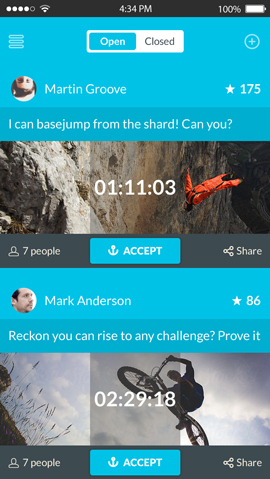 4:34 PM 100%
Open Closed
Martin Groove ★ 175
I can basejump from the shard! Can you?
01:11:03
7 people ACCEPT Share
Mark Anderson ★ 86
Reckon you can rise to any challenge? Prove it
02:29:18
7 people ACCEPT Share